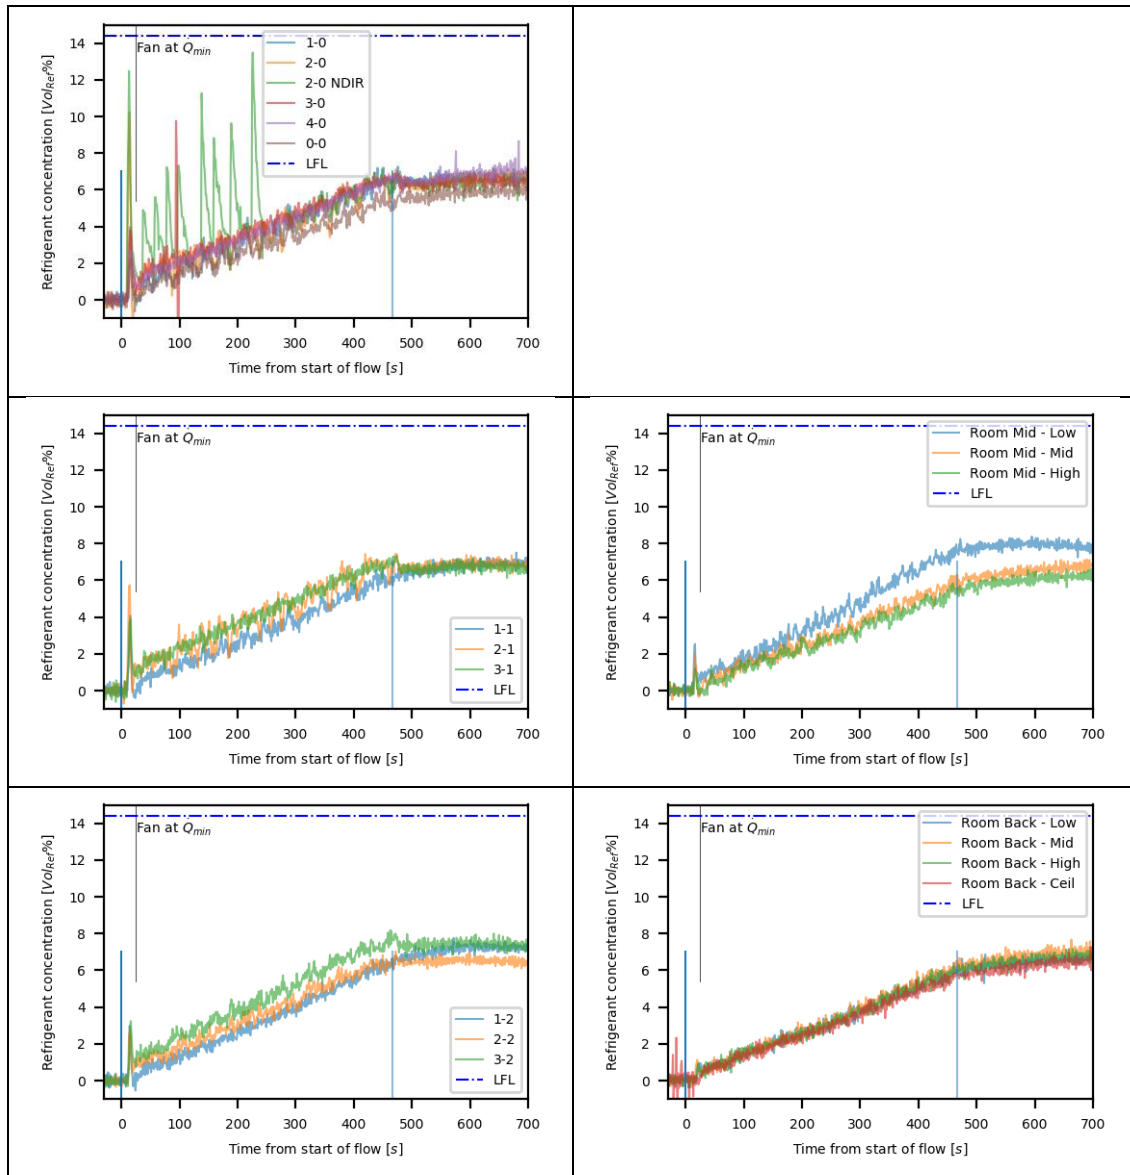 Refrigerant concentration [Vol_Ref%]
14
12
10
8
6
4
2
0
Fan at Q̇_min
1-0
2-0
2-0 NDIR
3-0
4-0
0-0
LFL
0 100 200 300 400 500 600 700
Time from start of flow [s]
Refrigerant concentration [Vol_Ref%]
14
12
10
8
6
4
2
0
Fan at Q̇_min
1-1
2-1
3-1
LFL
0 100 200 300 400 500 600 700
Time from start of flow [s]
Refrigerant concentration [Vol_Ref%]
14
12
10
8
6
4
2
0
Fan at Q̇_min
Room Mid - Low
Room Mid - Mid
Room Mid - High
LFL
0 100 200 300 400 500 600 700
Time from start of flow [s]
Refrigerant concentration [Vol_Ref%]
14
12
10
8
6
4
2
0
Fan at Q̇_min
1-2
2-2
3-2
LFL
0 100 200 300 400 500 600 700
Time from start of flow [s]
Refrigerant concentration [Vol_Ref%]
14
12
10
8
6
4
2
0
Fan at Q̇_min
Room Back - Low
Room Back - Mid
Room Back - High
Room Back - Ceil
LFL
0 100 200 300 400 500 600 700
Time from start of flow [s]